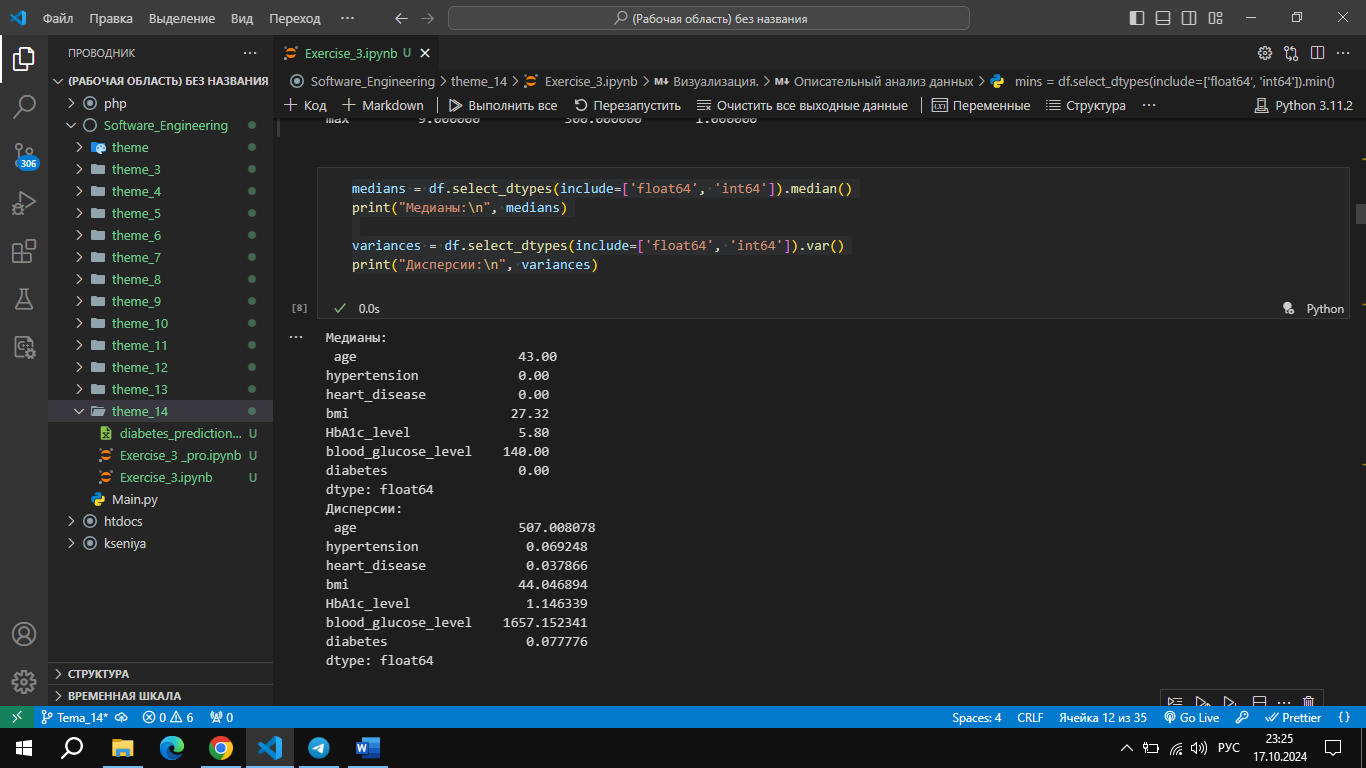 Файл Правка Выделение Вид Переход ··· (Рабочая область) без названия
ПРОВОДНИК ···
(РАБОЧАЯ ОБЛАСТЬ) БЕЗ НАЗВАНИЯ
php
Software_Engineering
theme
theme_3
theme_4
theme_5
theme_6
theme_7
theme_8
theme_9
theme_10
theme_11
theme_12
theme_13
theme_14
diabetes_prediction... U
Exercise_3 _pro.ipynb U
Exercise_3.ipynb U
Main.py
htdocs
kseniya
СТРУКТУРА
ВРЕМЕННАЯ ШКАЛА
306
Exercise_3.ipynb U
Software_Engineering > theme_14 > Exercise_3.ipynb > M↓ Визуализация. > M↓ Описательный анализ данных > mins = df.select_dtypes(include=['float64', 'int64']).min()
+ Код + Markdown Выполнить все Перезапустить Очистить все выходные данные Переменные Структура ··· Python 3.11.2
max 9.000000 300.000000 1.000000
medians = df.select_dtypes(include=['float64', 'int64']).median()
print("Медианы:\n", medians)
variances = df.select_dtypes(include=['float64', 'int64']).var()
print("Дисперсии:\n", variances)
[8] 0.0s Python
··· Медианы:
age 43.00
hypertension 0.00
heart_disease 0.00
bmi 27.32
HbA1c_level 5.80
blood_glucose_level 140.00
diabetes 0.00
dtype: float64
Дисперсии:
age 507.008078
hypertension 0.069248
heart_disease 0.037866
bmi 44.046894
HbA1c_level 1.146339
blood_glucose_level 1657.152341
diabetes 0.077776
dtype: float64
Tema_14* 0 6 0 Spaces: 4 CRLF Ячейка 12 из 35 Go Live Prettier {}
РУС 23:25
17.10.2024